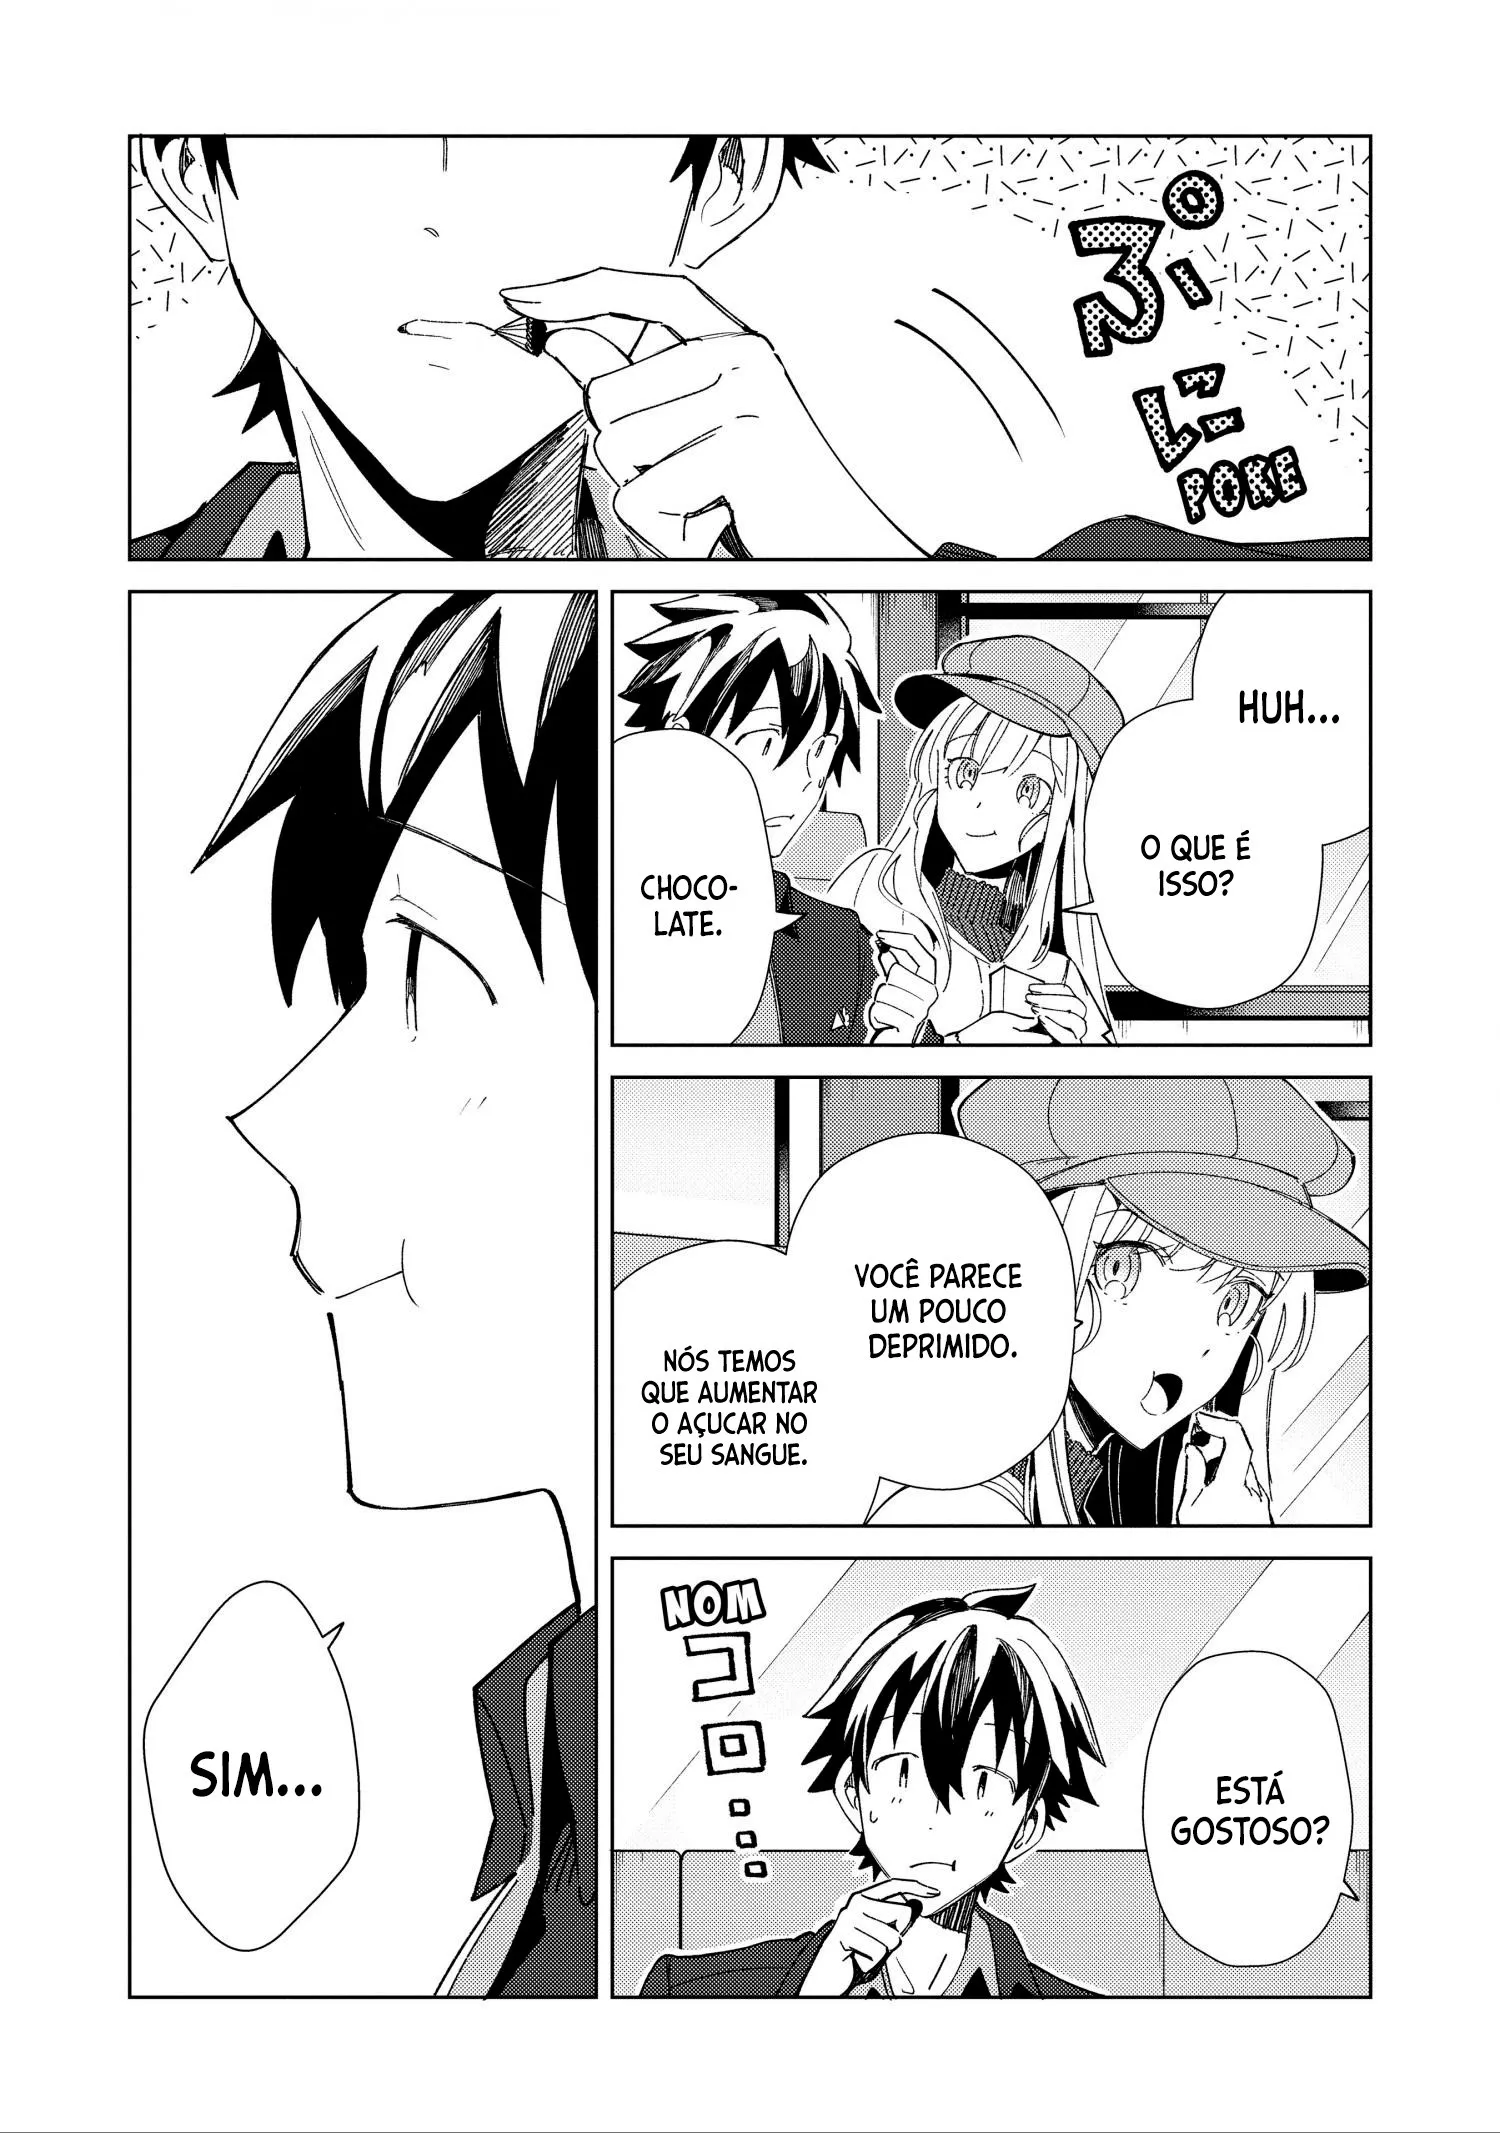 ぷに
POKE
HUH...
O QUE É
ISSO?
CHOCO-
LATE.
VOCÊ PARECE
UM POUCO
DEPRIMIDO.
NÓS TEMOS
QUE AUMENTAR
O AÇUCAR NO
SEU SANGUE.
NOM
コロ……
ESTÁ
GOSTOSO?
SIM...